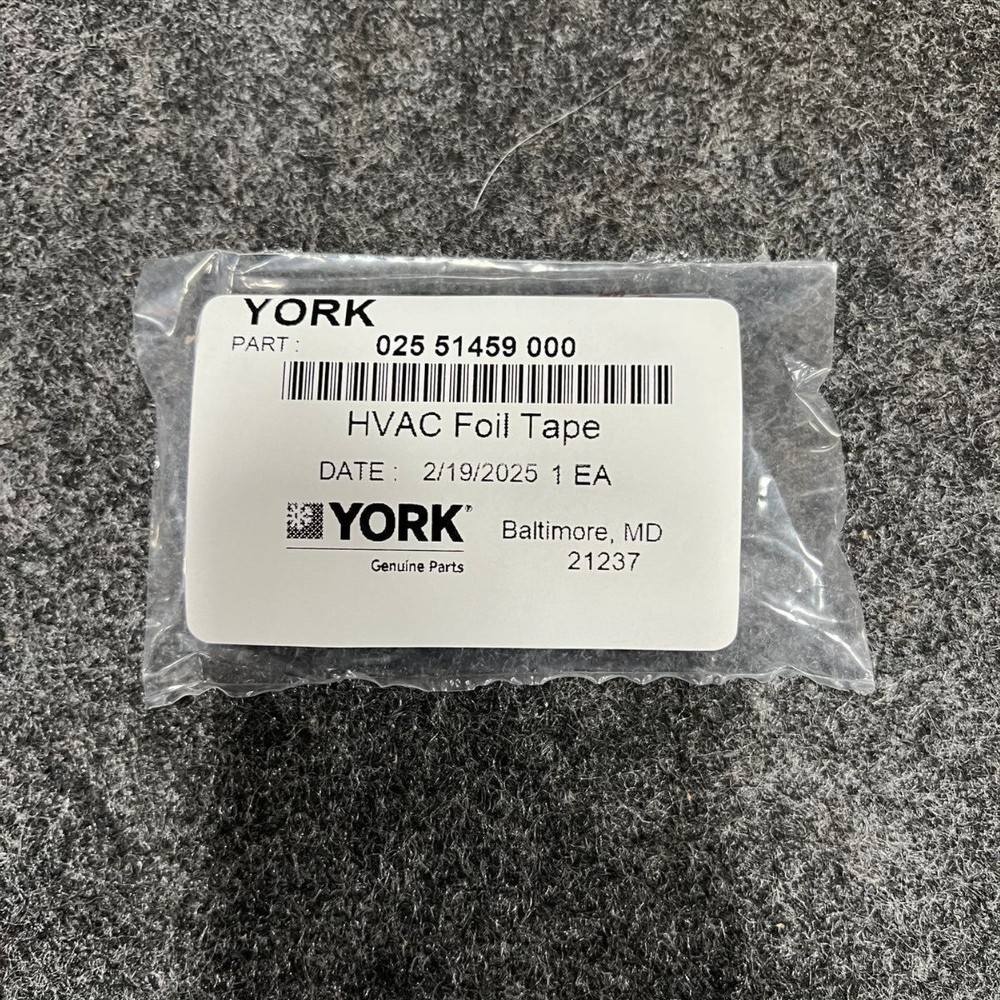 YORK
PART : 025 51459 000
HVAC Foil Tape
DATE : 2/19/2025 1 EA
YORK®
Genuine Parts
Baltimore, MD
21237